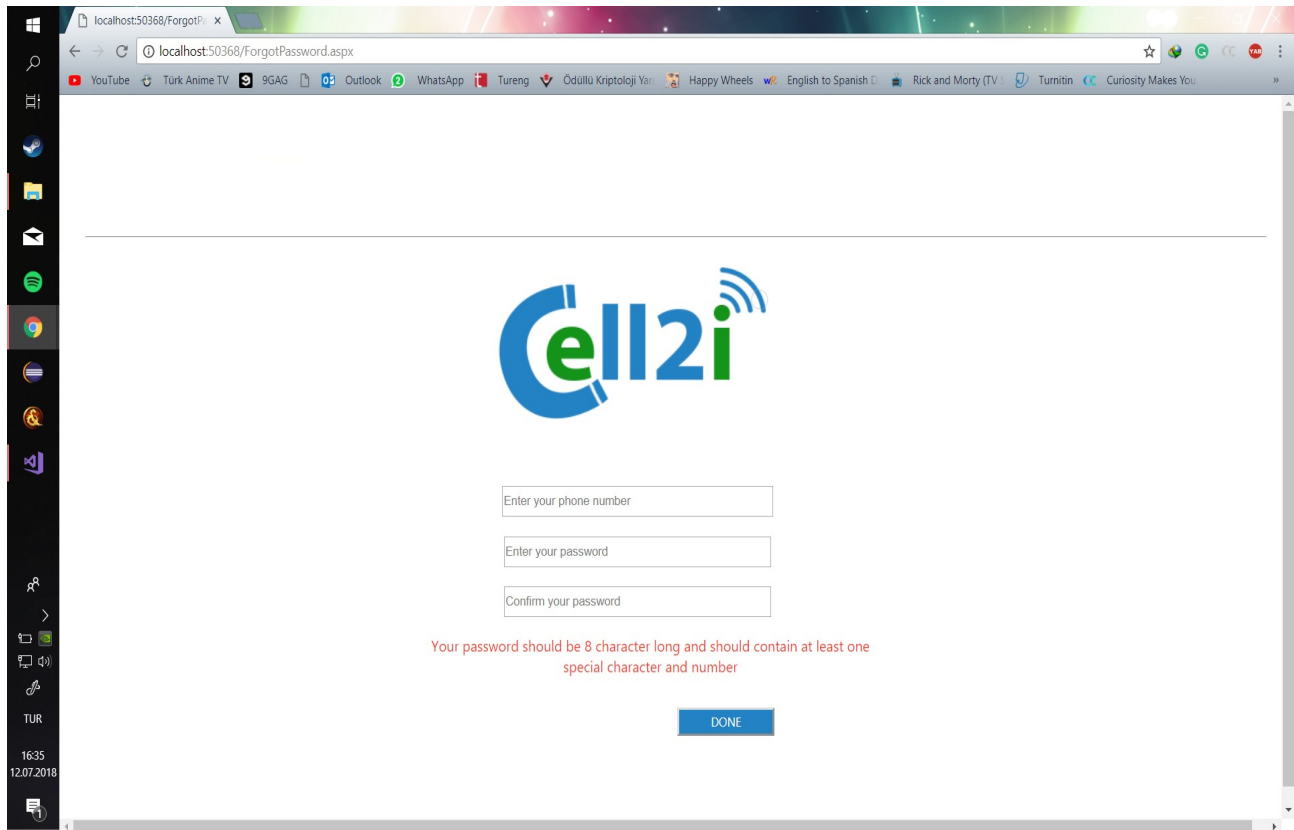 localhost:50368/ForgotPa
localhost:50368/ForgotPassword.aspx
YouTube Türk Anime TV 9GAG Outlook WhatsApp Tureng Ödüllü Kriptoloji Yarı Happy Wheels English to Spanish D Rick and Morty (TV S Turnitin Curiosity Makes You
Cell2i
Enter your phone number
Enter your password
Confirm your password
Your password should be 8 character long and should contain at least one
special character and number
DONE
TUR
16:35
12.07.2018
1